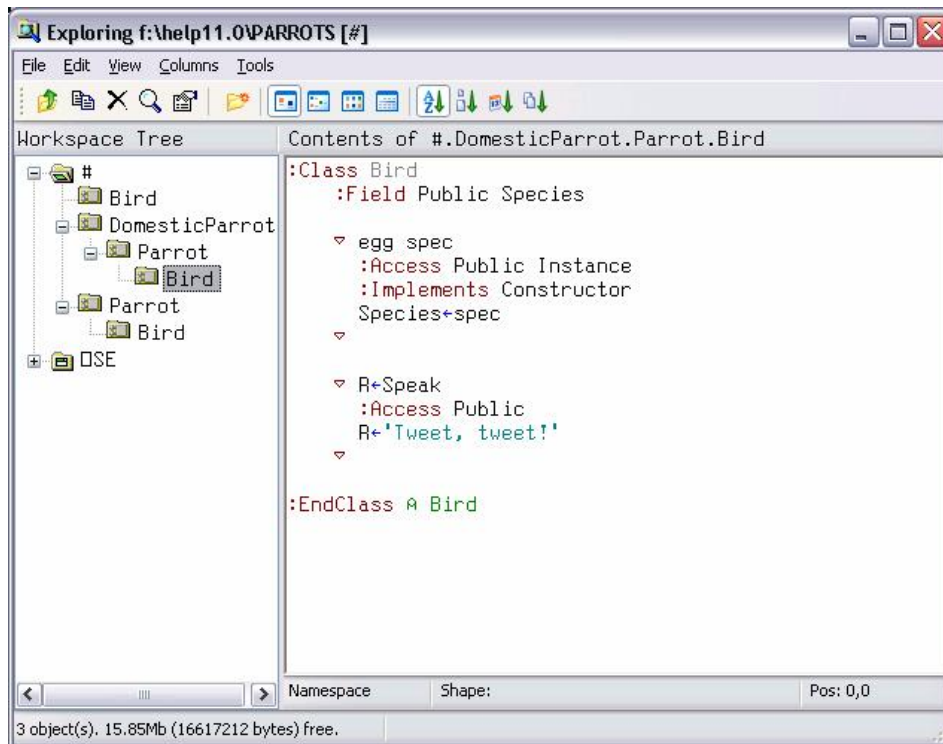 Exploring f:\help11.0\PARROTS [#]
File Edit View Columns Tools
Workspace Tree
Contents of #.DomesticParrot.Parrot.Bird
#
Bird
DomesticParrot
Parrot
Bird
Parrot
Bird
⎕SE
:Class Bird
:Field Public Species
∇ egg spec
:Access Public Instance
:Implements Constructor
Species←spec
∇
∇ R←Speak
:Access Public
R←'Tweet, tweet!'
∇
:EndClass ⍝ Bird
Namespace Shape: Pos: 0,0
3 object(s). 15.85Mb (16617212 bytes) free.